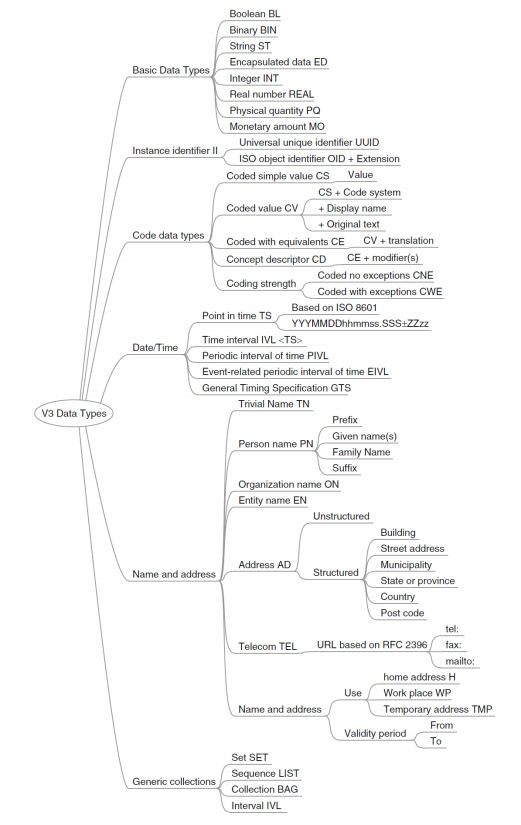 Boolean BL
Binary BIN
String ST
Encapsulated data ED
Basic Data Types
Integer INT
Real number REAL
Physical quantity PQ
Monetary amount MO
Universal unique identifier UUID
Instance identifier II
ISO object identifier OID + Extension
Coded simple value CS
Value
CS + Code system
Coded value CV
+ Display name
+ Original text
Code data types
Coded with equivalents CE
CV + translation
Concept descriptor CD
CE + modifier(s)
Coded no exceptions CNE
Coding strength
Coded with exceptions CWE
Based on ISO 8601
Point in time TS
YYYMMDDhhmmss.SSS±ZZzz
Time interval IVL <TS>
Date/Time
Periodic interval of time PIVL
Event-related periodic interval of time EIVL
General Timing Specification GTS
V3 Data Types
Trivial Name TN
Prefix
Given name(s)
Person name PN
Family Name
Suffix
Organization name ON
Entity name EN
Unstructured
Building
Street address
Address AD
Municipality
Structured
Name and address
State or province
Country
Post code
tel:
Telecom TEL
URL based on RFC 2396
fax:
mailto:
home address H
Use
Work place WP
Name and address
Temporary address TMP
From
Validity period
To
Set SET
Sequence LIST
Generic collections
Collection BAG
Interval IVL